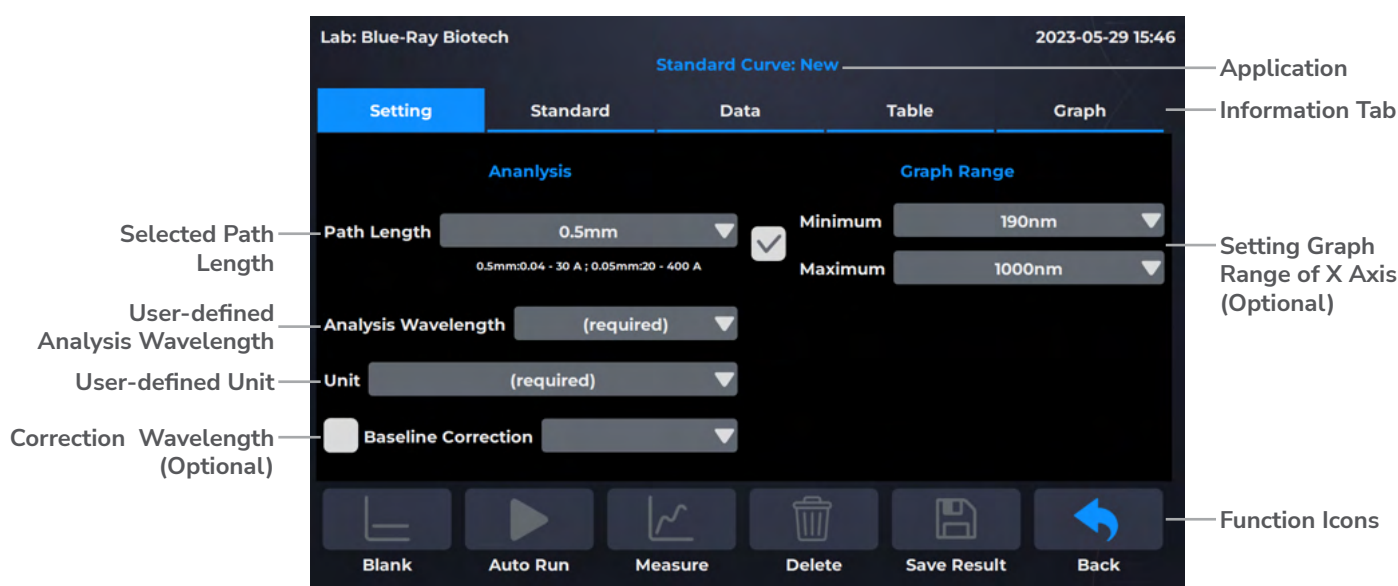 Lab: Blue-Ray Biotech
2023-05-29 15:46
Standard Curve: New
Application
Setting
Standard
Data
Table
Graph
Information Tab
Ananlysis
Graph Range
Selected Path
Length
Path Length
0.5mm
0.5mm:0.04 - 30 A ; 0.05mm:20 - 400 A
Minimum
190nm
Maximum
1000nm
Setting Graph
Range of X Axis
(Optional)
User-defined
Analysis Wavelength
Analysis Wavelength
(required)
User-defined Unit
Unit
(required)
Correction Wavelength
(Optional)
Baseline Correction
Function Icons
Blank
Auto Run
Measure
Delete
Save Result
Back